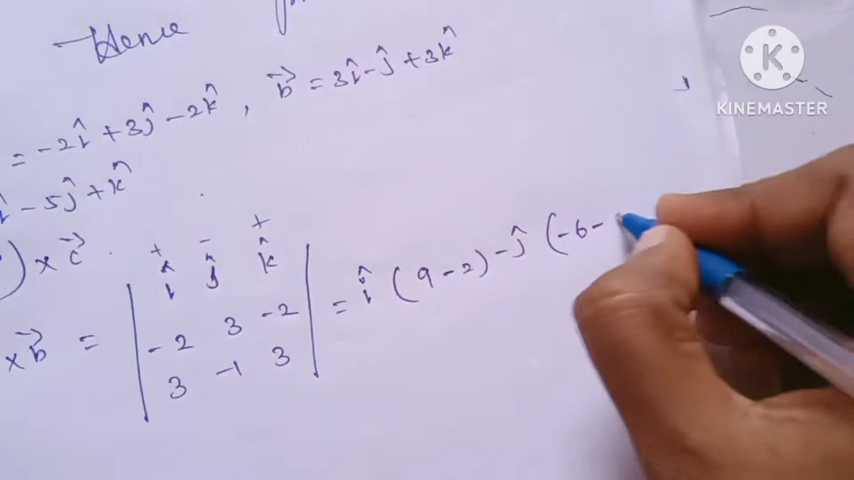 Hence
= -2î + 3ĵ - 2k̂ , b⃗ = 3î - ĵ + 3k̂
- 5ĵ + k̂
) × c⃗
+ - +
î ĵ k̂
× b⃗ = | -2 3 -2 | = î (9 - 2) - ĵ (-6 -
3 -1 3
KINEMASTER